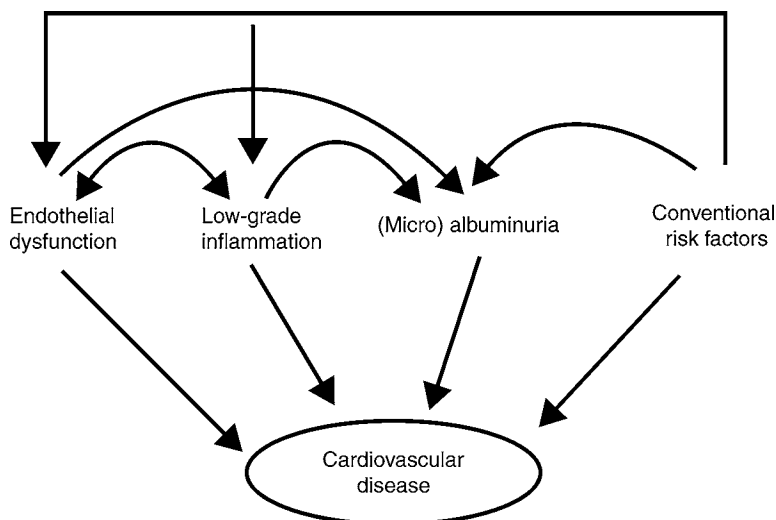 Endothelial
dysfunction
Low-grade
inflammation
(Micro) albuminuria
Conventional
risk factors
Cardiovascular
disease